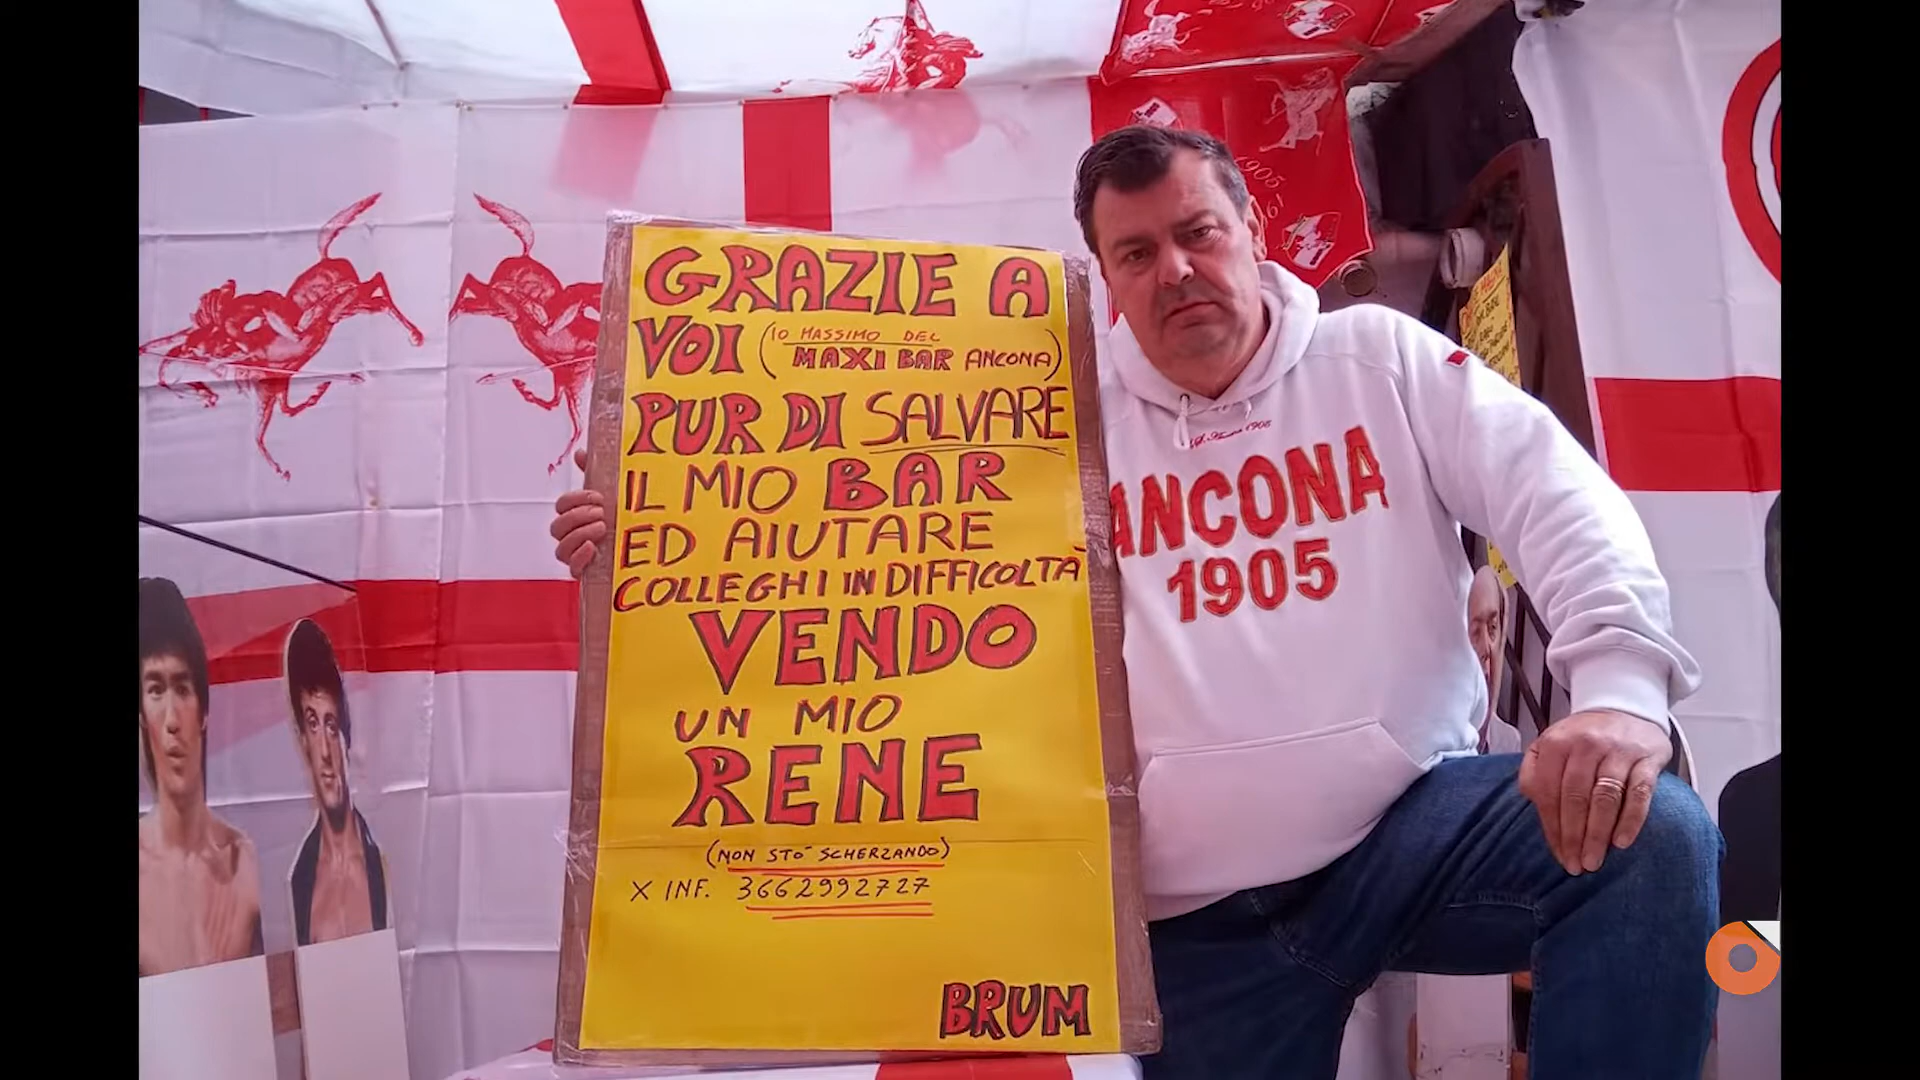 GRAZIE A
VOI (IO MASSIMO DEL
MAXI BAR ANCONA)
PUR DI SALVARE
IL MIO BAR
ED AIUTARE
COLLEGHI IN DIFFICOLTÀ
VENDO
UN MIO
RENE
(NON STO' SCHERZANDO)
X INF. 3662992727
BRUM
ANCONA
1905
1905